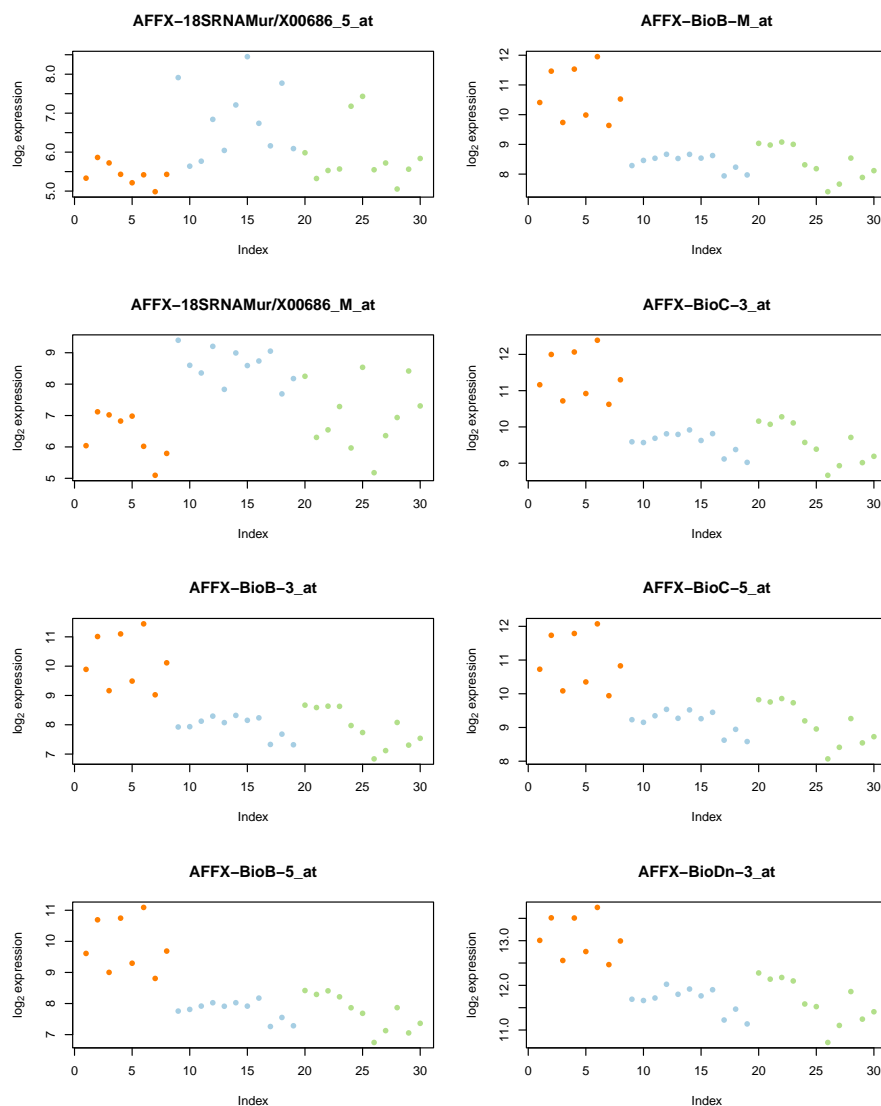 AFFX−18SRNAMur/X00686_5_at
log2 expression
5.0 6.0 7.0 8.0
0 5 10 15 20 25 30
Index
AFFX−BioB−M_at
log2 expression
8 9 10 11 12
0 5 10 15 20 25 30
Index
AFFX−18SRNAMur/X00686_M_at
log2 expression
5 6 7 8 9
0 5 10 15 20 25 30
Index
AFFX−BioC−3_at
log2 expression
9 10 11 12
0 5 10 15 20 25 30
Index
AFFX−BioB−3_at
log2 expression
7 8 9 10 11
0 5 10 15 20 25 30
Index
AFFX−BioC−5_at
log2 expression
8 9 10 11 12
0 5 10 15 20 25 30
Index
AFFX−BioB−5_at
log2 expression
7 8 9 10 11
0 5 10 15 20 25 30
Index
AFFX−BioDn−3_at
log2 expression
11.0 12.0 13.0
0 5 10 15 20 25 30
Index